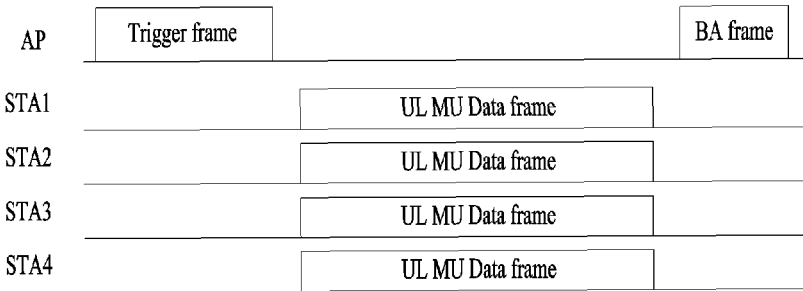 AP Trigger frame BA frame
STA1 UL MU Data frame
STA2 UL MU Data frame
STA3 UL MU Data frame
STA4 UL MU Data frame